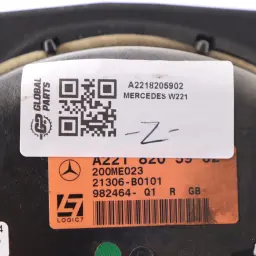 GLOBAL
PARTS
A2218205902
MERCEDES W221
-Z-
A221 820 59 02
200ME023
21306-B0101
982464- Q1 R GB
LOGIC7